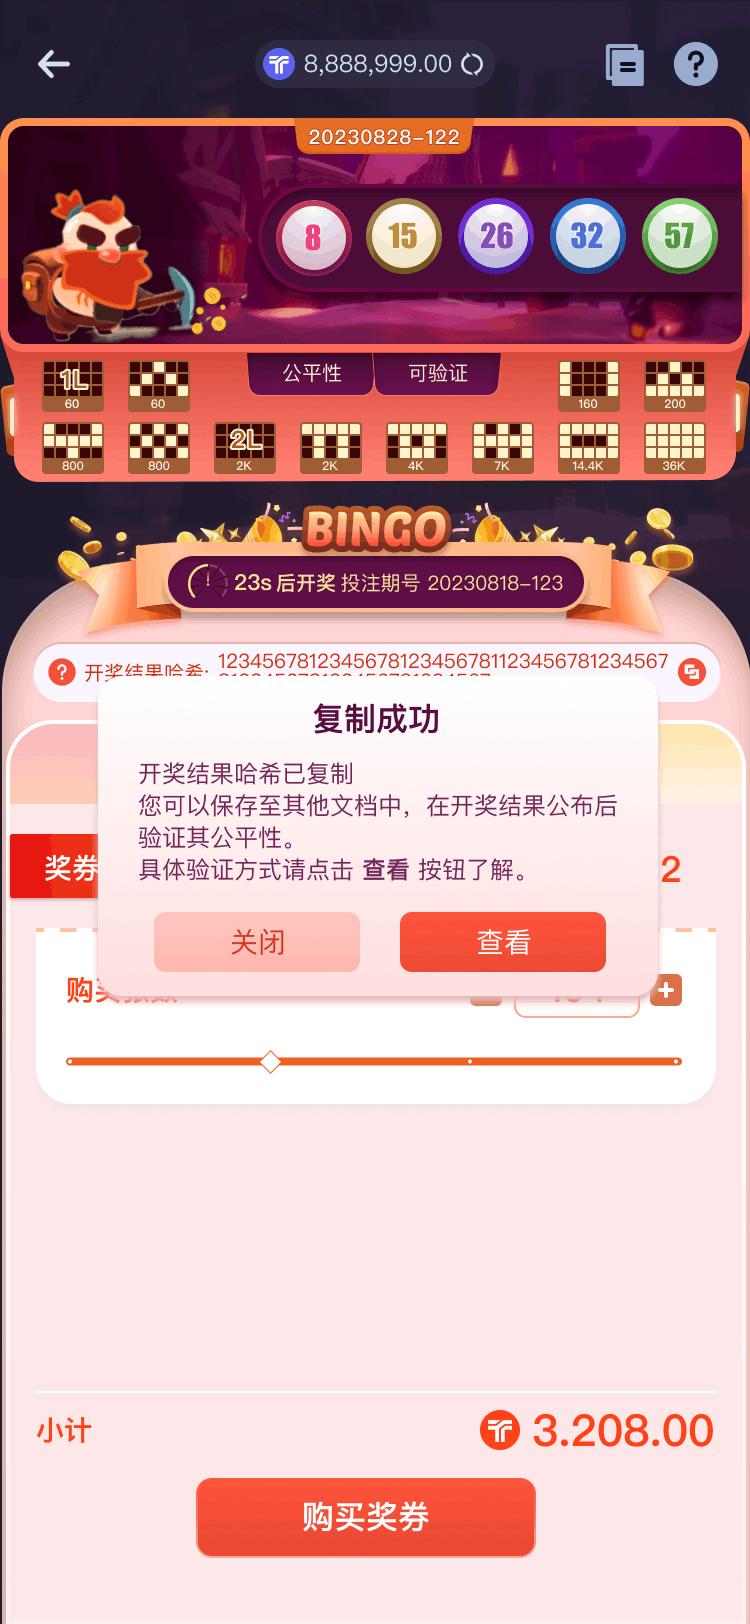 8,888,999.00
20230828-122
8 15 26 32 57
1L
60
60
公平性
可验证
160
200
800
800
2L
2K
2K
4K
7K
14.4K
36K
BINGO
23s 后开奖 投注期号 20230818-123
开奖结果哈希:
复制成功
开奖结果哈希已复制
您可以保存至其他文档中，在开奖结果公布后
验证其公平性。
具体验证方式请点击 查看 按钮了解。
奖券
2
关闭
查看
小计
3.208.00
购买奖券